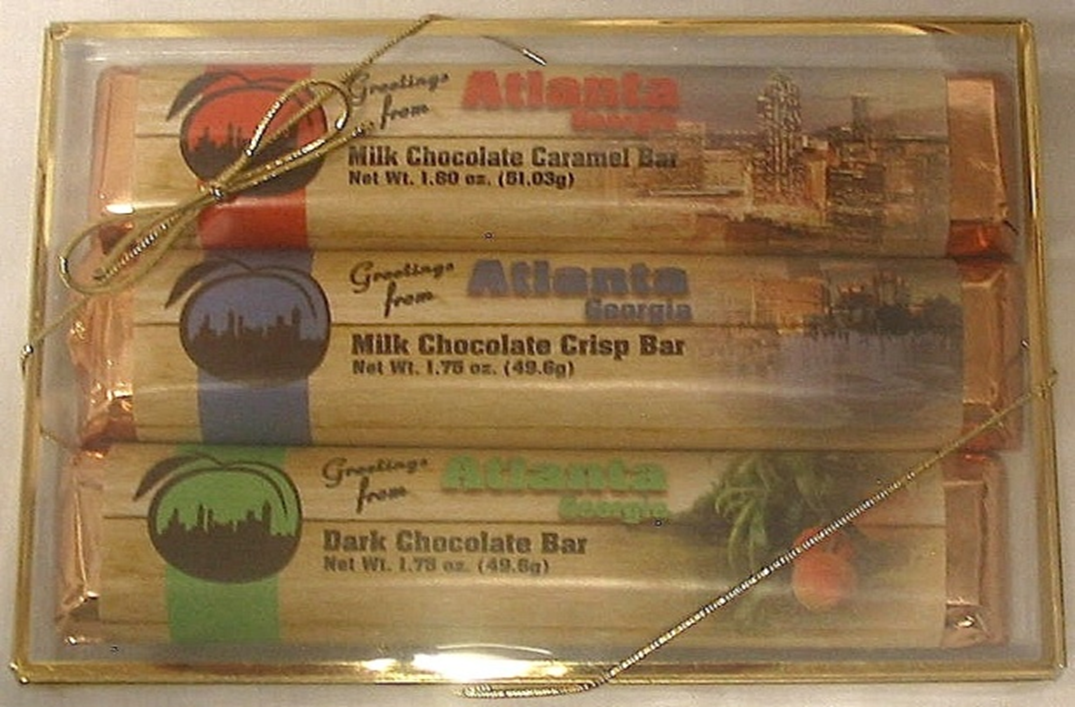 Greetings
from
Atlanta
Georgia
Milk Chocolate Caramel Bar
Net Wt. 1.80 oz. (51.03g)
Greetings
from
Atlanta
Georgia
Milk Chocolate Crisp Bar
Net Wt. 1.75 oz. (49.6g)
Greetings
from
Atlanta
Georgia
Dark Chocolate Bar
Net Wt. 1.75 oz. (49.6g)